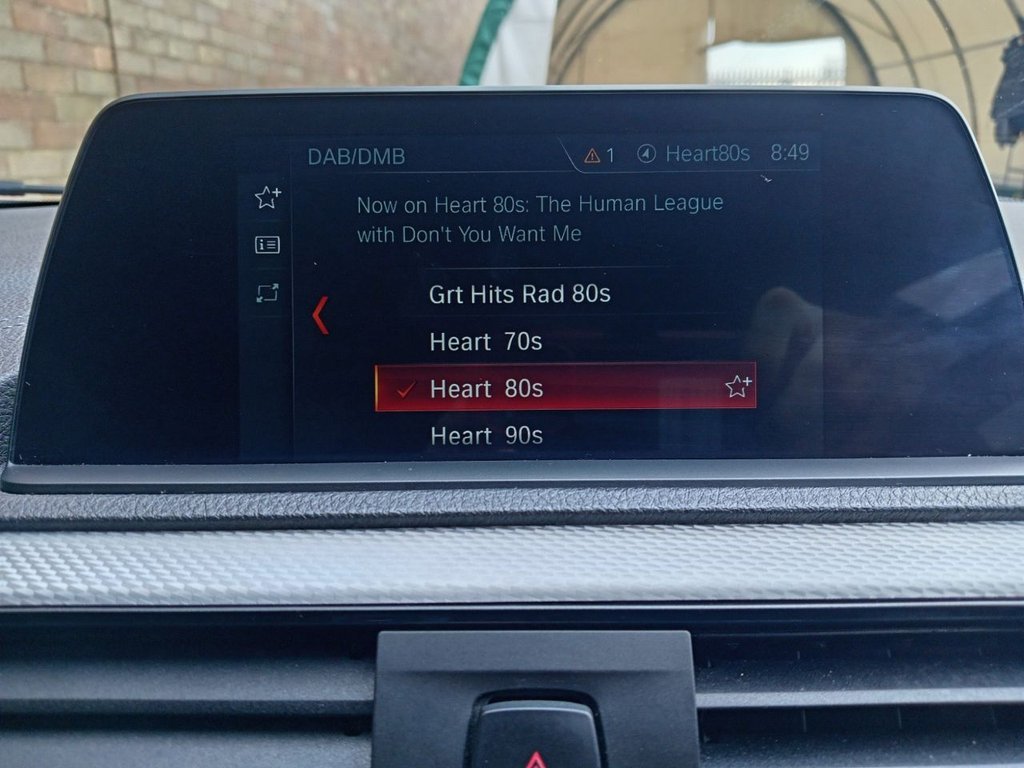 DAB/DMB
1 Heart80s 8:49
Now on Heart 80s: The Human League
with Don't You Want Me
Grt Hits Rad 80s
Heart 70s
Heart 80s
Heart 90s